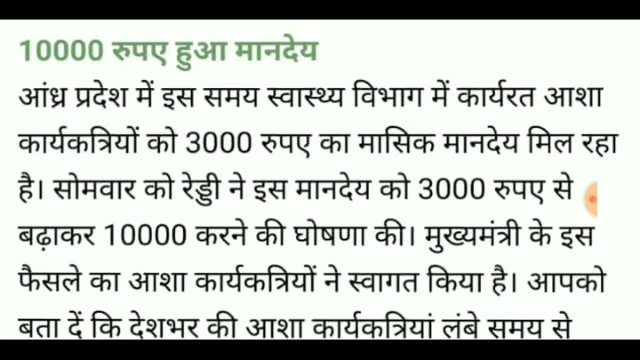 10000 रुपए हुआ मानदेय
आंध्र प्रदेश में इस समय स्वास्थ्य विभाग में कार्यरत आशा
कार्यकत्रियों को 3000 रुपए का मासिक मानदेय मिल रहा
है। सोमवार को रेड्डी ने इस मानदेय को 3000 रुपए से
बढ़ाकर 10000 करने की घोषणा की। मुख्यमंत्री के इस
फैसले का आशा कार्यकत्रियों ने स्वागत किया है। आपको
बता दें कि देशभर की आशा कार्यकत्रियां लंबे समय से